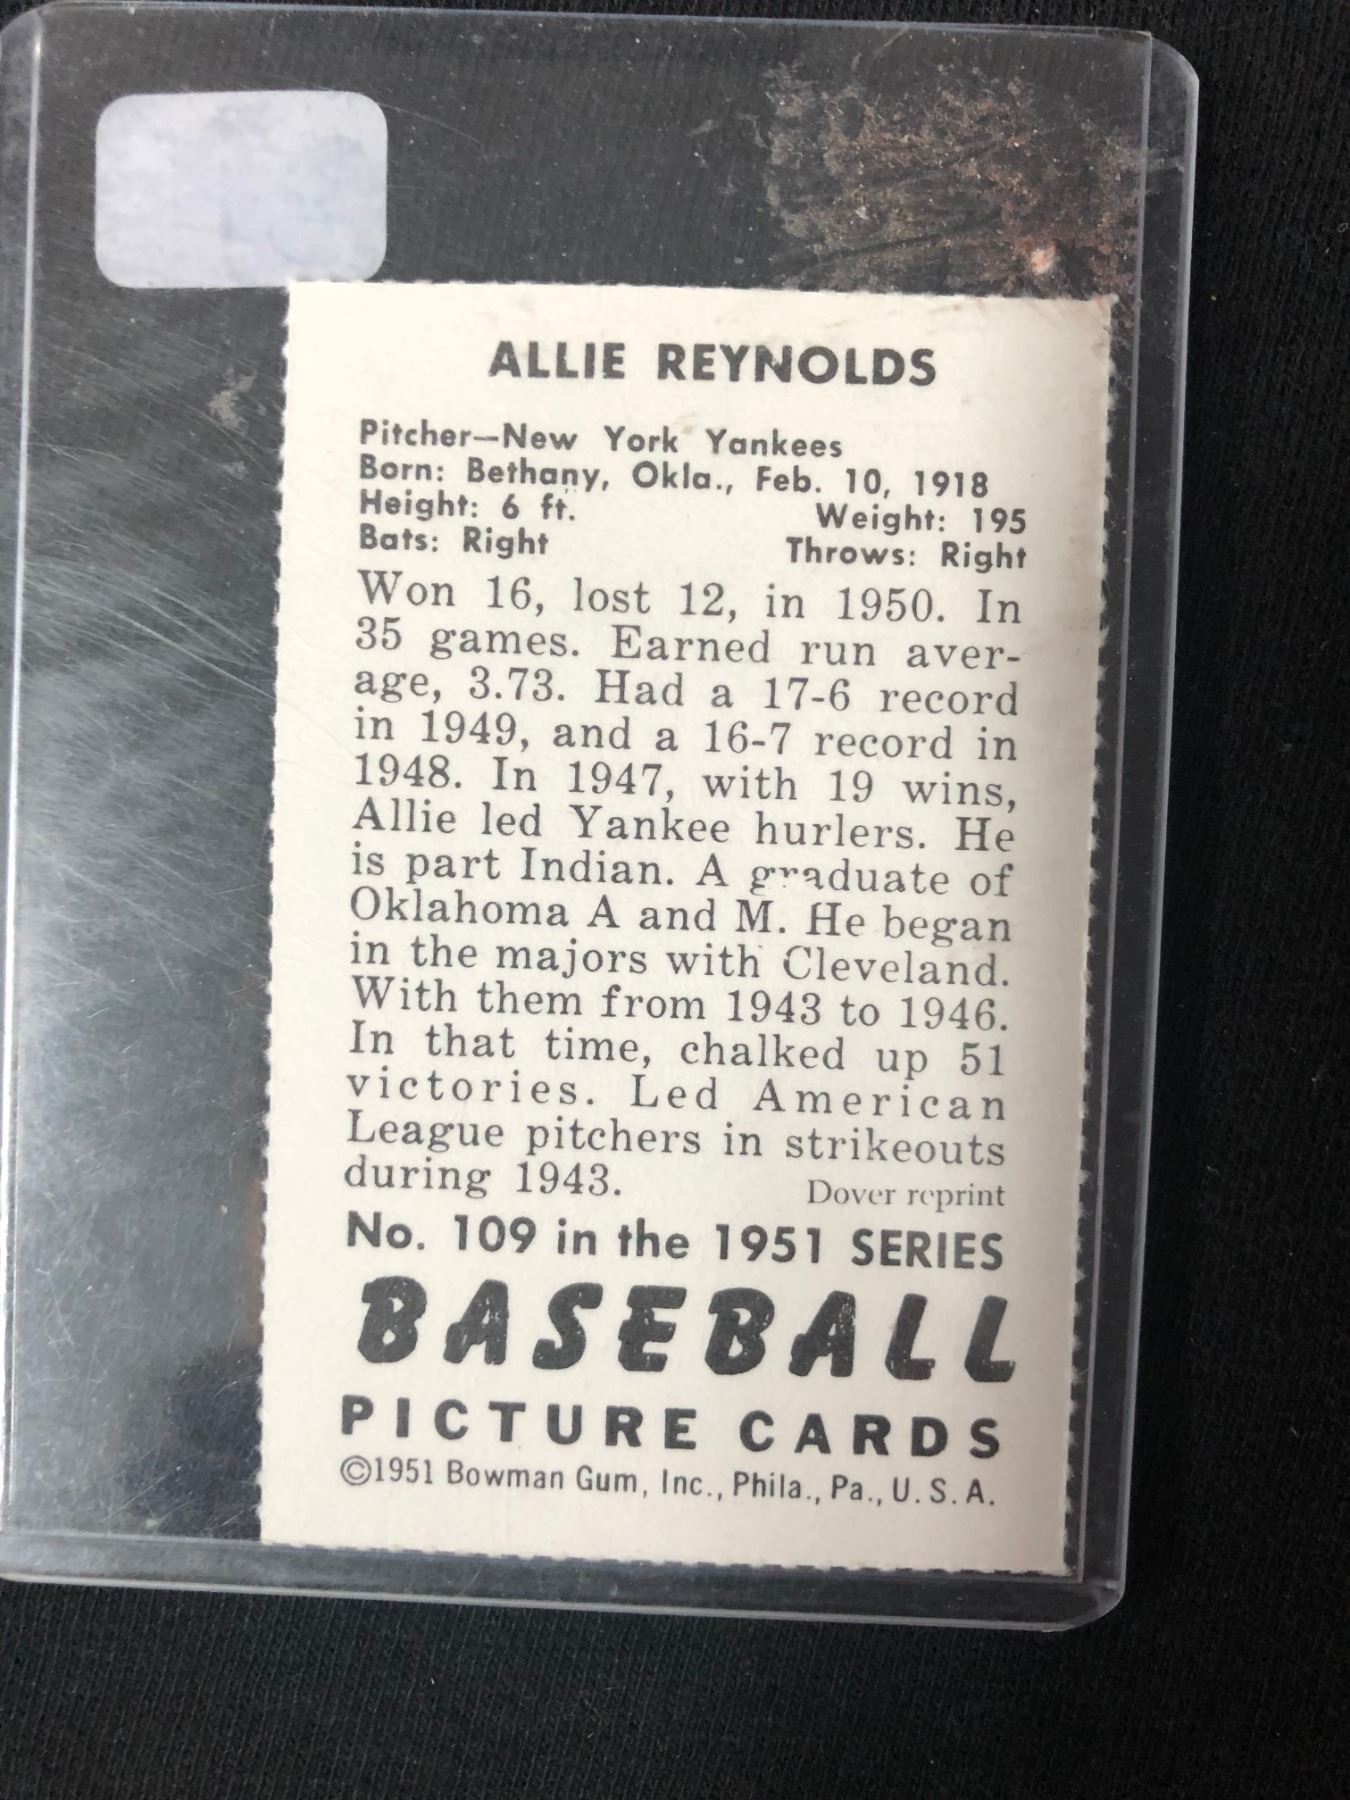 ALLIE REYNOLDS
Pitcher—New York Yankees
Born: Bethany, Okla., Feb. 10, 1918
Height: 6 ft. Weight: 195
Bats: Right Throws: Right
Won 16, lost 12, in 1950. In
35 games. Earned run aver-
age, 3.73. Had a 17-6 record
in 1949, and a 16-7 record in
1948. In 1947, with 19 wins,
Allie led Yankee hurlers. He
is part Indian. A graduate of
Oklahoma A and M. He began
in the majors with Cleveland.
With them from 1943 to 1946.
In that time, chalked up 51
victories. Led American
League pitchers in strikeouts
during 1943. Dover reprint
No. 109 in the 1951 SERIES
BASEBALL
PICTURE CARDS
©1951 Bowman Gum, Inc., Phila., Pa., U. S. A.